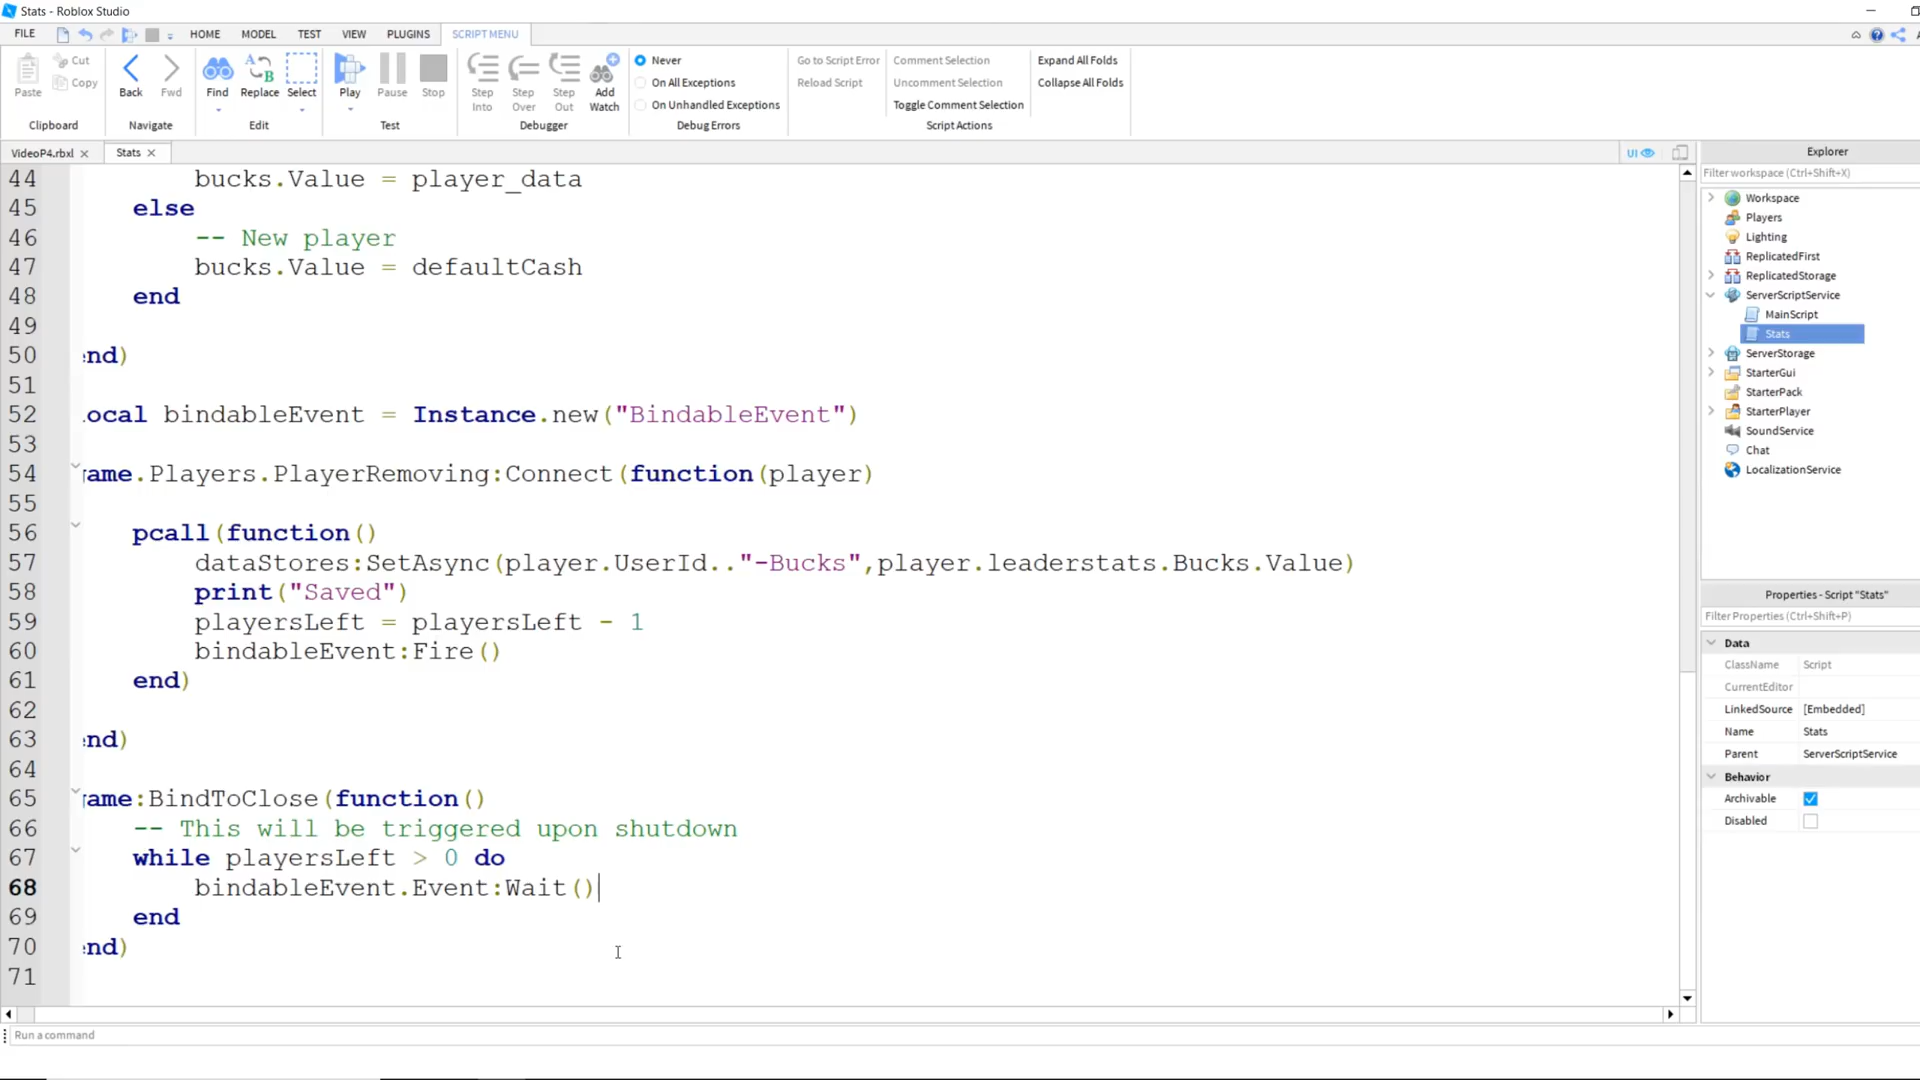 Stats - Roblox Studio
FILE HOME MODEL TEST VIEW PLUGINS SCRIPT MENU
Paste Cut Copy Back Fwd Find Replace Select Play Pause Stop Step Into Step Over Step Out Add Watch
Never
On All Exceptions
On Unhandled Exceptions
Go to Script Error
Reload Script
Comment Selection
Uncomment Selection
Toggle Comment Selection
Expand All Folds
Collapse All Folds
Clipboard Navigate Edit Test Debugger Debug Errors Script Actions
VideoP4.rbxl Stats UI
44 bucks.Value = player_data
45 else
46 -- New player
47 bucks.Value = defaultCash
48 end
49
50 end)
51
52 local bindableEvent = Instance.new("BindableEvent")
53
54 game.Players.PlayerRemoving:Connect(function(player)
55
56 pcall(function()
57 dataStores:SetAsync(player.UserId.."-Bucks",player.leaderstats.Bucks.Value)
58 print("Saved")
59 playersLeft = playersLeft - 1
60 bindableEvent:Fire()
61 end)
62
63 end)
64
65 game:BindToClose(function()
66 -- This will be triggered upon shutdown
67 while playersLeft > 0 do
68 bindableEvent.Event:Wait()
69 end
70 end)
71
Run a command
Explorer
Filter workspace (Ctrl+Shift+X)
Workspace
Players
Lighting
ReplicatedFirst
ReplicatedStorage
ServerScriptService
MainScript
Stats
ServerStorage
StarterGui
StarterPack
StarterPlayer
SoundService
Chat
LocalizationService
Properties - Script "Stats"
Filter Properties (Ctrl+Shift+P)
Data
ClassName Script
CurrentEditor
LinkedSource [Embedded]
Name Stats
Parent ServerScriptService
Behavior
Archivable
Disabled